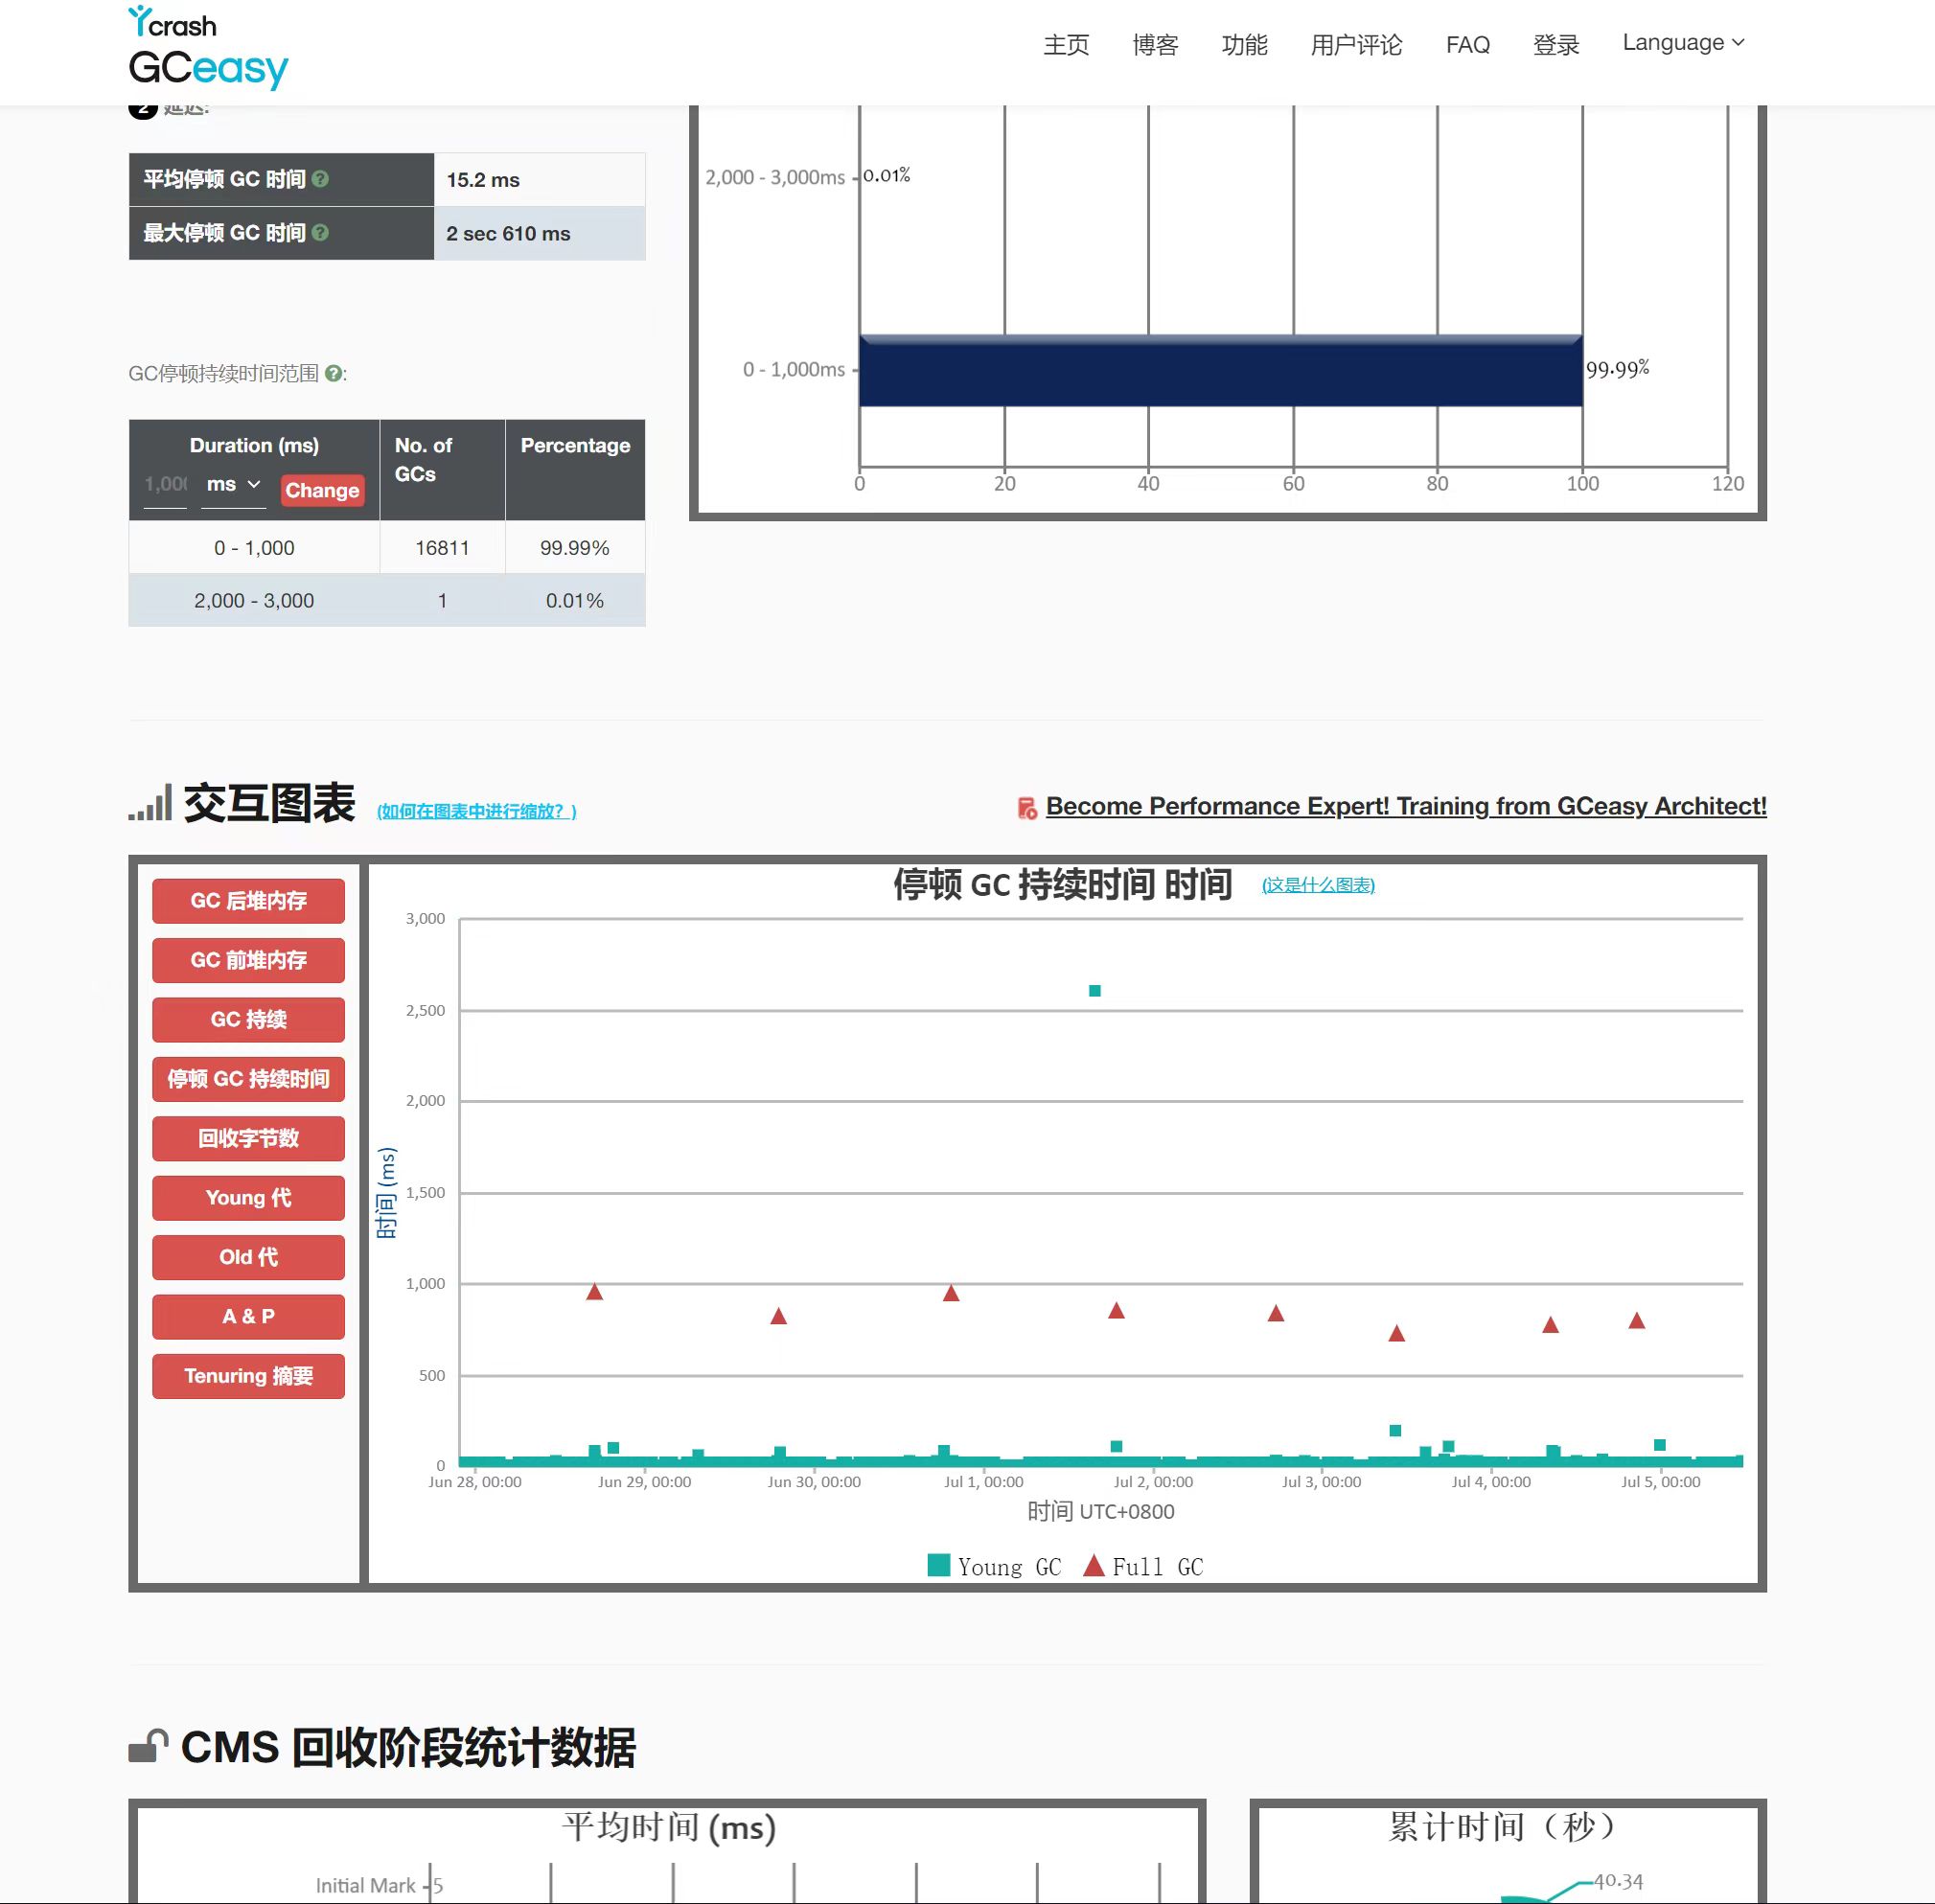 Ycrash
GCeasy
主页 博客 功能 用户评论 FAQ 登录 Language
2 延迟:
平均停顿 GC 时间 ? 15.2 ms
最大停顿 GC 时间 ? 2 sec 610 ms
GC停顿持续时间范围 ?:
Duration (ms) No. of GCs Percentage
1,00 ms Change
0 - 1,000 16811 99.99%
2,000 - 3,000 1 0.01%
2,000 - 3,000ms 0.01%
0 - 1,000ms 99.99%
0 20 40 60 80 100 120
交互图表 (如何在图表中进行缩放? )
Become Performance Expert! Training from GCeasy Architect!
GC 后堆内存
GC 前堆内存
GC 持续
停顿 GC 持续时间
回收字节数
Young 代
Old 代
A & P
Tenuring 摘要
停顿 GC 持续时间 时间 (这是什么图表)
时间 (ms)
3,000
2,500
2,000
1,500
1,000
500
0
Jun 28, 00:00 Jun 29, 00:00 Jun 30, 00:00 Jul 1, 00:00 Jul 2, 00:00 Jul 3, 00:00 Jul 4, 00:00 Jul 5, 00:00
时间 UTC+0800
Young GC Full GC
CMS 回收阶段统计数据
平均时间 (ms)
Initial Mark 5
累计时间（秒）
40.34